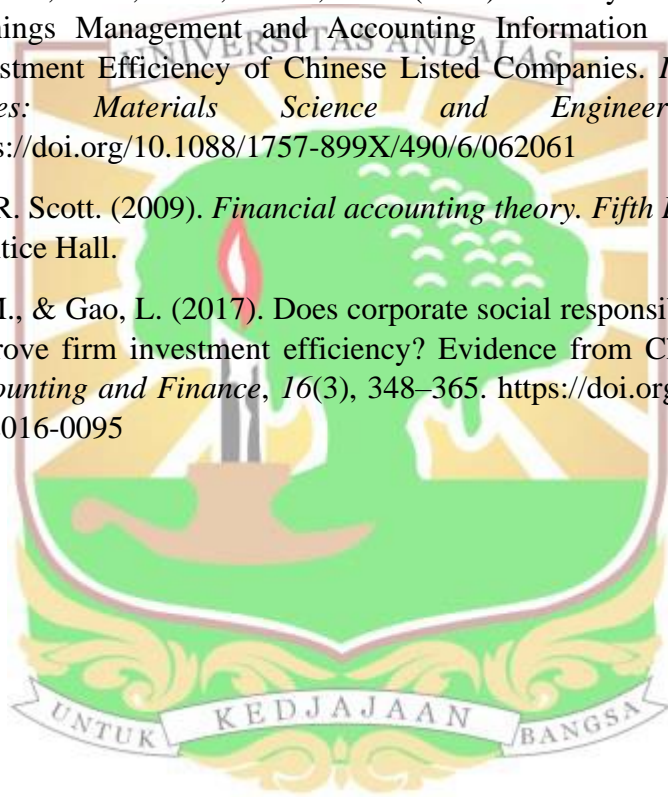 nings Management and Accounting Information
UNIVERSITAS ANDALAS
stment Efficiency of Chinese Listed Companies. I
es: Materials Science and Engineer
s://doi.org/10.1088/1757-899X/490/6/062061
R. Scott. (2009). Financial accounting theory. Fifth
tice Hall.
., & Gao, L. (2017). Does corporate social responsi
rove firm investment efficiency? Evidence from C
ounting and Finance, 16(3), 348–365. https://doi.org
016-0095
UNTUK KEDJAJAAN BANGSA